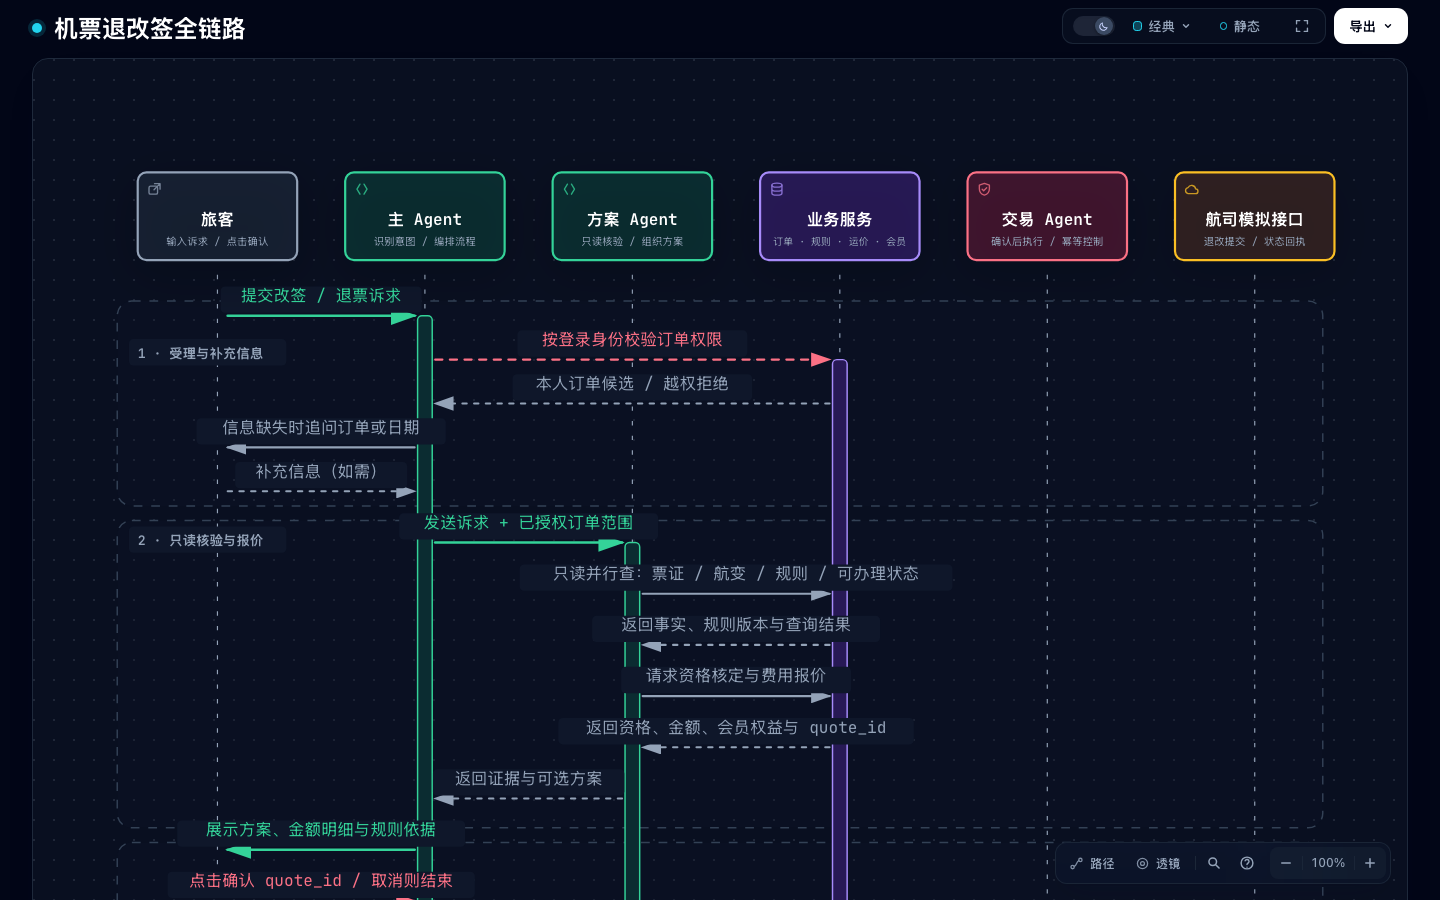 机票退改签全链路
经典
静态
导出
旅客
输入诉求 / 点击确认
主 Agent
识别意图 / 编排流程
方案 Agent
只读核验 / 组织方案
业务服务
订单 · 规则 · 运价 · 会员
交易 Agent
确认后执行 / 幂等控制
航司模拟接口
退改提交 / 状态回执
提交改签 / 退票诉求
按登录身份校验订单权限
1 · 受理与补充信息
本人订单候选 / 越权拒绝
信息缺失时追问订单或日期
补充信息（如需）
发送诉求 + 已授权订单范围
2 · 只读核验与报价
只读并行查：票证 / 航变 / 规则 / 可办理状态
返回事实、规则版本与查询结果
请求资格核定与费用报价
返回资格、金额、会员权益与 quote_id
返回证据与可选方案
展示方案、金额明细与规则依据
点击确认 quote_id / 取消则结束
路径
透镜
100%